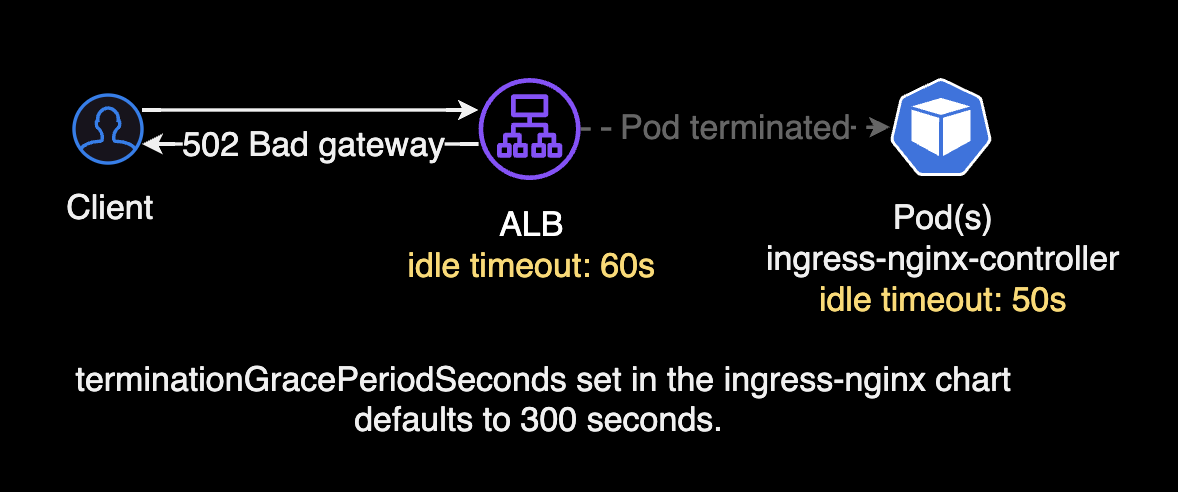 502 Bad gateway
Pod terminated
Client
ALB
idle timeout: 60s
Pod(s)
ingress-nginx-controller
idle timeout: 50s
terminationGracePeriodSeconds set in the ingress-nginx chart
defaults to 300 seconds.